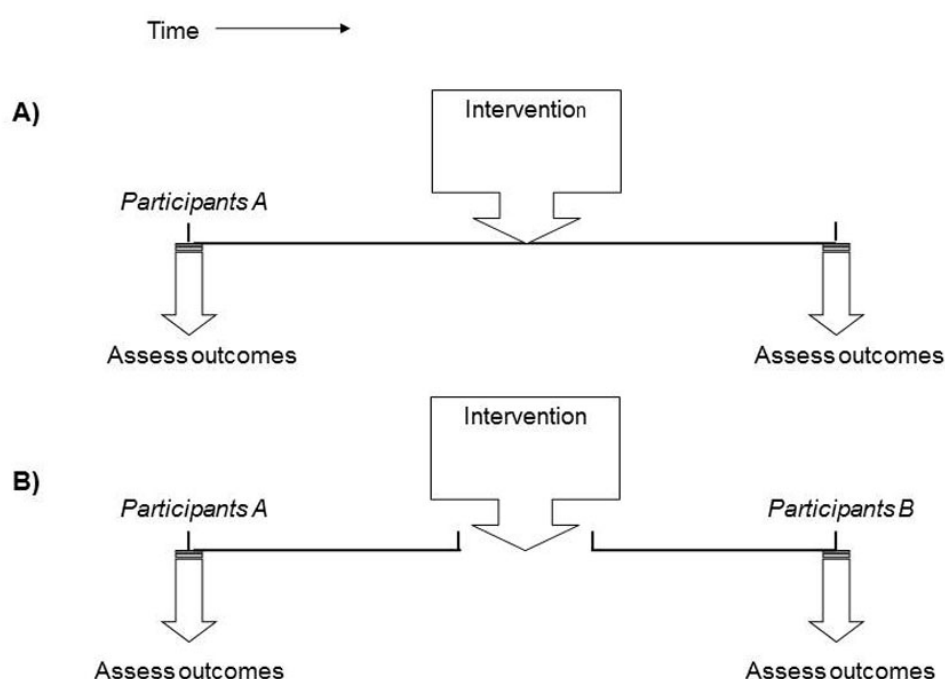 Time
A)
Intervention
Participants A
Assess outcomes
Assess outcomes
Intervention
B)
Participants A
Participants B
Assess outcomes
Assess outcomes